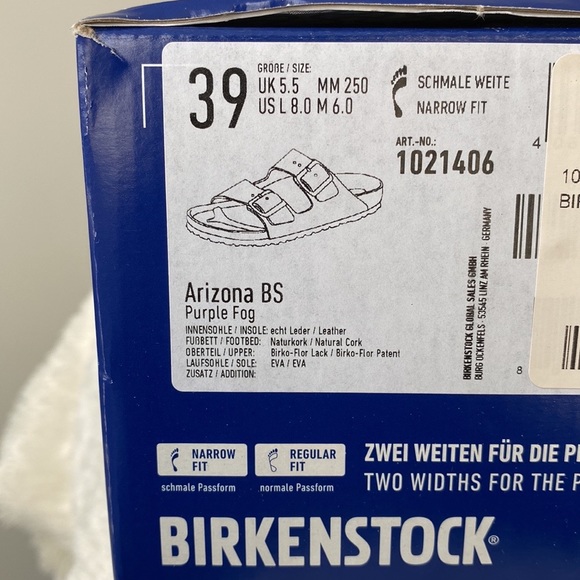 39
GRÖßE / SIZE:
UK 5.5 MM 250
US L 8.0 M 6.0
SCHMALE WEITE
NARROW FIT
ART.-NO.:
1021406
4
10
BIR
Arizona BS
Purple Fog
INNENSOHLE / INSOLE: echt Leder / Leather
FUßBETT / FOOTBED: Naturkork / Natural Cork
OBERTEIL / UPPER: Birko-Flor Lack / Birko-Flor Patent
LAUFSOHLE / SOLE: EVA / EVA
ZUSATZ / ADDITION:
BIRKENSTOCK GLOBAL SALES GMBH
BURG OCKENFELS · 53545 LINZ AM RHEIN · GERMANY
8
NARROW FIT
schmale Passform
REGULAR FIT
normale Passform
ZWEI WEITEN FÜR DIE
TWO WIDTHS FOR THE
BIRKENSTOCK®